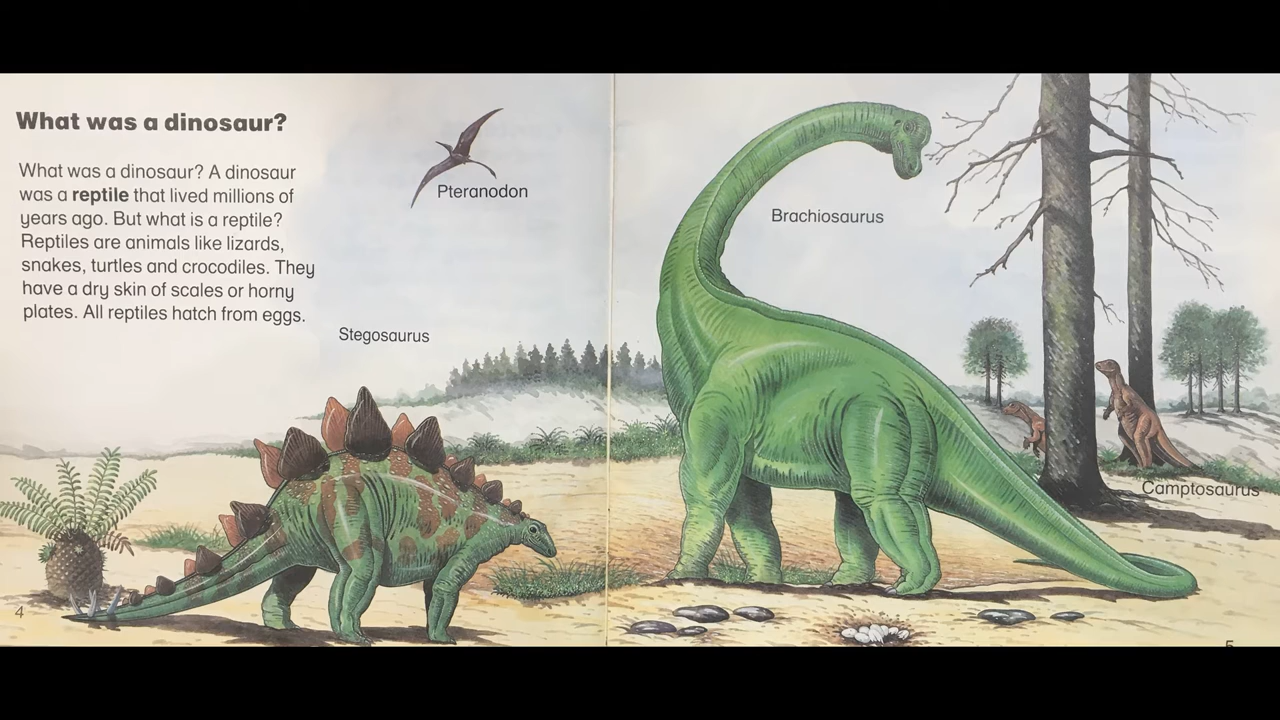 What was a dinosaur?
What was a dinosaur? A dinosaur
was a reptile that lived millions of
years ago. But what is a reptile?
Reptiles are animals like lizards,
snakes, turtles and crocodiles. They
have a dry skin of scales or horny
plates. All reptiles hatch from eggs.
Pteranodon
Stegosaurus
4
Brachiosaurus
Camptosaurus
5